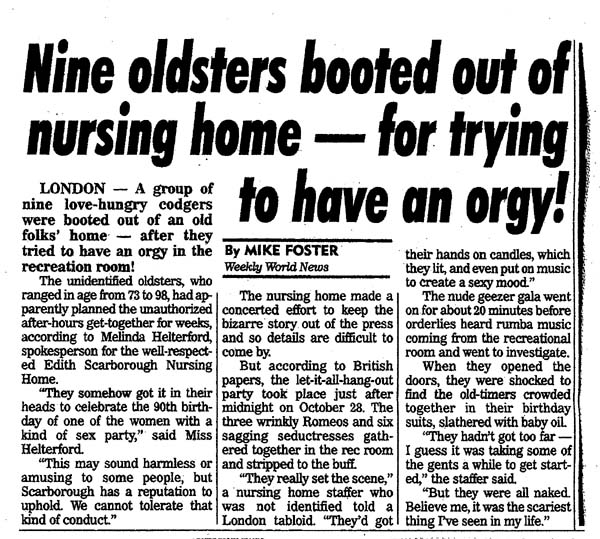 Nine oldsters booted out of
nursing home — for trying
to have an orgy!
LONDON — A group of
nine love-hungry codgers
were booted out of an old
folks' home — after they
tried to have an orgy in the
recreation room!
The unidentified oldsters, who
ranged in age from 73 to 98, had ap-
parently planned the unauthorized
after-hours get-together for weeks,
according to Melinda Helterford,
spokesperson for the well-respect-
ed Edith Scarborough Nursing
Home.
"They somehow got it in their
heads to celebrate the 90th birth-
day of one of the women with a
kind of sex party," said Miss
Helterford.
"This may sound harmless or
amusing to some people, but
Scarborough has a reputation to
uphold. We cannot tolerate that
kind of conduct."
By MIKE FOSTER
Weekly World News
The nursing home made a
concerted effort to keep the
bizarre story out of the press
and so details are difficult to
come by.
But according to British
papers, the let-it-all-hang-out
party took place just after
midnight on October 28. The
three wrinkly Romeos and six
sagging seductresses gath-
ered together in the rec room
and stripped to the buff.
"They really set the scene,"
a nursing home staffer who
was not identified told a
London tabloid. "They'd got
their hands on candles, which
they lit, and even put on music
to create a sexy mood."
The nude geezer gala went
on for about 20 minutes before
orderlies heard rumba music
coming from the recreational
room and went to investigate.
When they opened the
doors, they were shocked to
find the old-timers crowded
together in their birthday
suits, slathered with baby oil.
"They hadn't got too far —
I guess it was taking some of
the gents a while to get start-
ed," the staffer said.
"But they were all naked.
Believe me, it was the scariest
thing I've seen in my life."